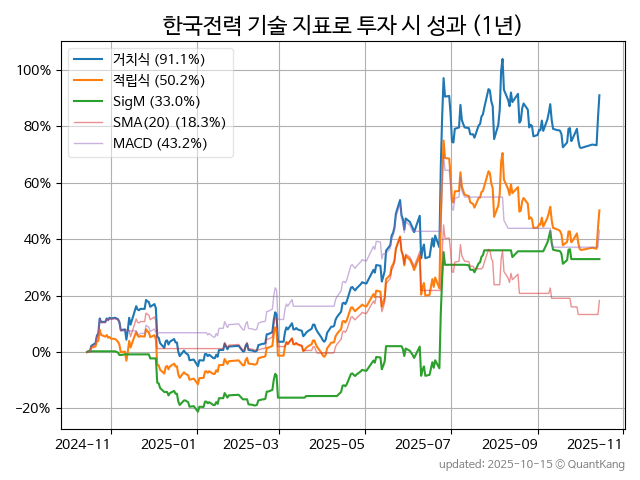 한국전력 기술 지표로 투자 시 성과 (1년)
거치식 (91.1%)
적립식 (50.2%)
SigM (33.0%)
SMA(20) (18.3%)
MACD (43.2%)
100%
80%
60%
40%
20%
0%
−20%
2024-11 2025-01 2025-03 2025-05 2025-07 2025-09 2025-11
updated: 2025-10-15 © QuantKang